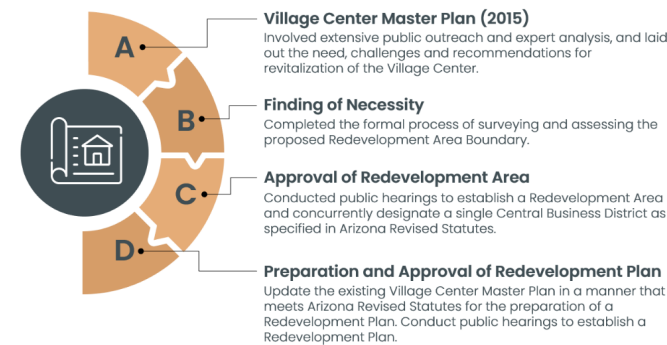 A
Village Center Master Plan (2015)
Involved extensive public outreach and expert analysis, and laid
out the need, challenges and recommendations for
revitalization of the Village Center.
B
Finding of Necessity
Completed the formal process of surveying and assessing the
proposed Redevelopment Area Boundary.
C
Approval of Redevelopment Area
Conducted public hearings to establish a Redevelopment Area
and concurrently designate a single Central Business District as
specified in Arizona Revised Statutes.
D
Preparation and Approval of Redevelopment Plan
Update the existing Village Center Master Plan in a manner that
meets Arizona Revised Statutes for the preparation of a
Redevelopment Plan. Conduct public hearings to establish a
Redevelopment Plan.